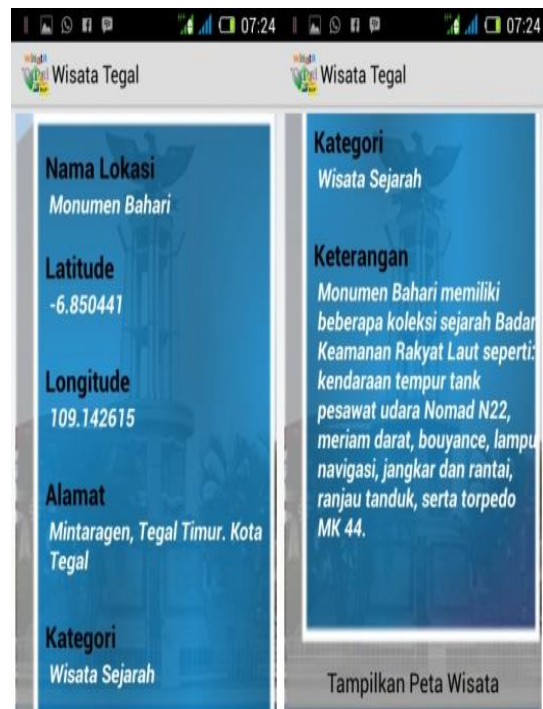 07:24
Wisata Tegal
Nama Lokasi
Monumen Bahari
Latitude
-6.850441
Longitude
109.142615
Alamat
Mintaragen, Tegal Timur. Kota
Tegal
Kategori
Wisata Sejarah
07:24
Wisata Tegal
Kategori
Wisata Sejarah
Keterangan
Monumen Bahari memiliki
beberapa koleksi sejarah Badan
Keamanan Rakyat Laut seperti:
kendaraan tempur tank
pesawat udara Nomad N22,
meriam darat, bouyance, lampu
navigasi, jangkar dan rantai,
ranjau tanduk, serta torpedo
MK 44.
Tampilkan Peta Wisata